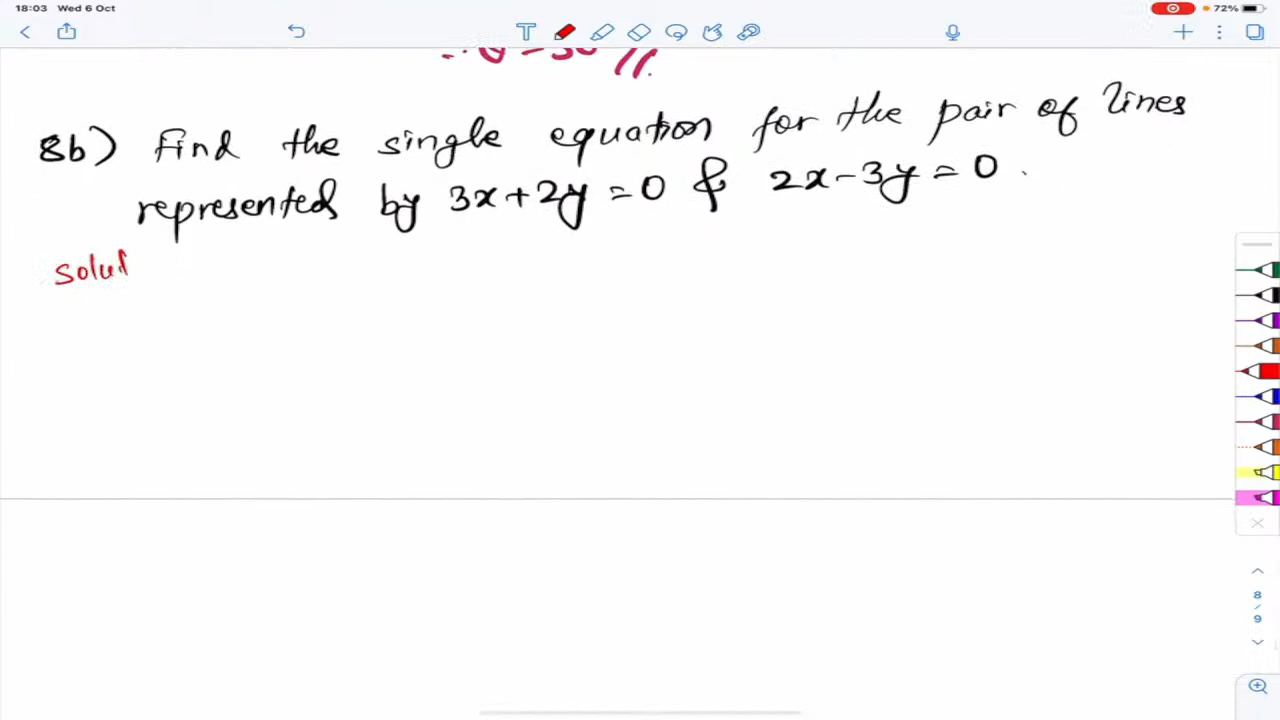 18:03 Wed 6 Oct
72%
T
8b) Find the single equation for the pair of lines
represented by 3x+2y=0 & 2x-3y=0.
solut
8
/
9